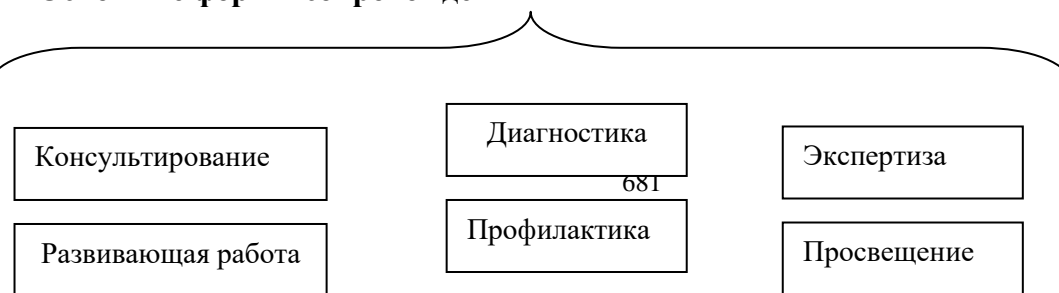 Диагностика
Консультирование
Экспертиза
681
Профилактика
Развивающая работа
Просвещение